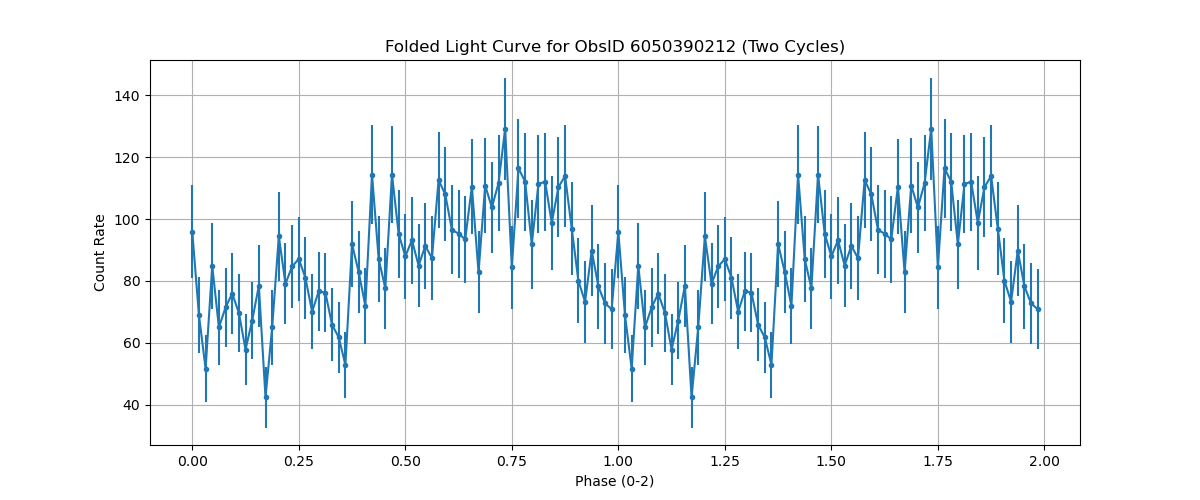 Folded Light Curve for ObsID 6050390212 (Two Cycles)
Count Rate
140
120
100
80
60
40
0.00 0.25 0.50 0.75 1.00 1.25 1.50 1.75 2.00
Phase (0-2)